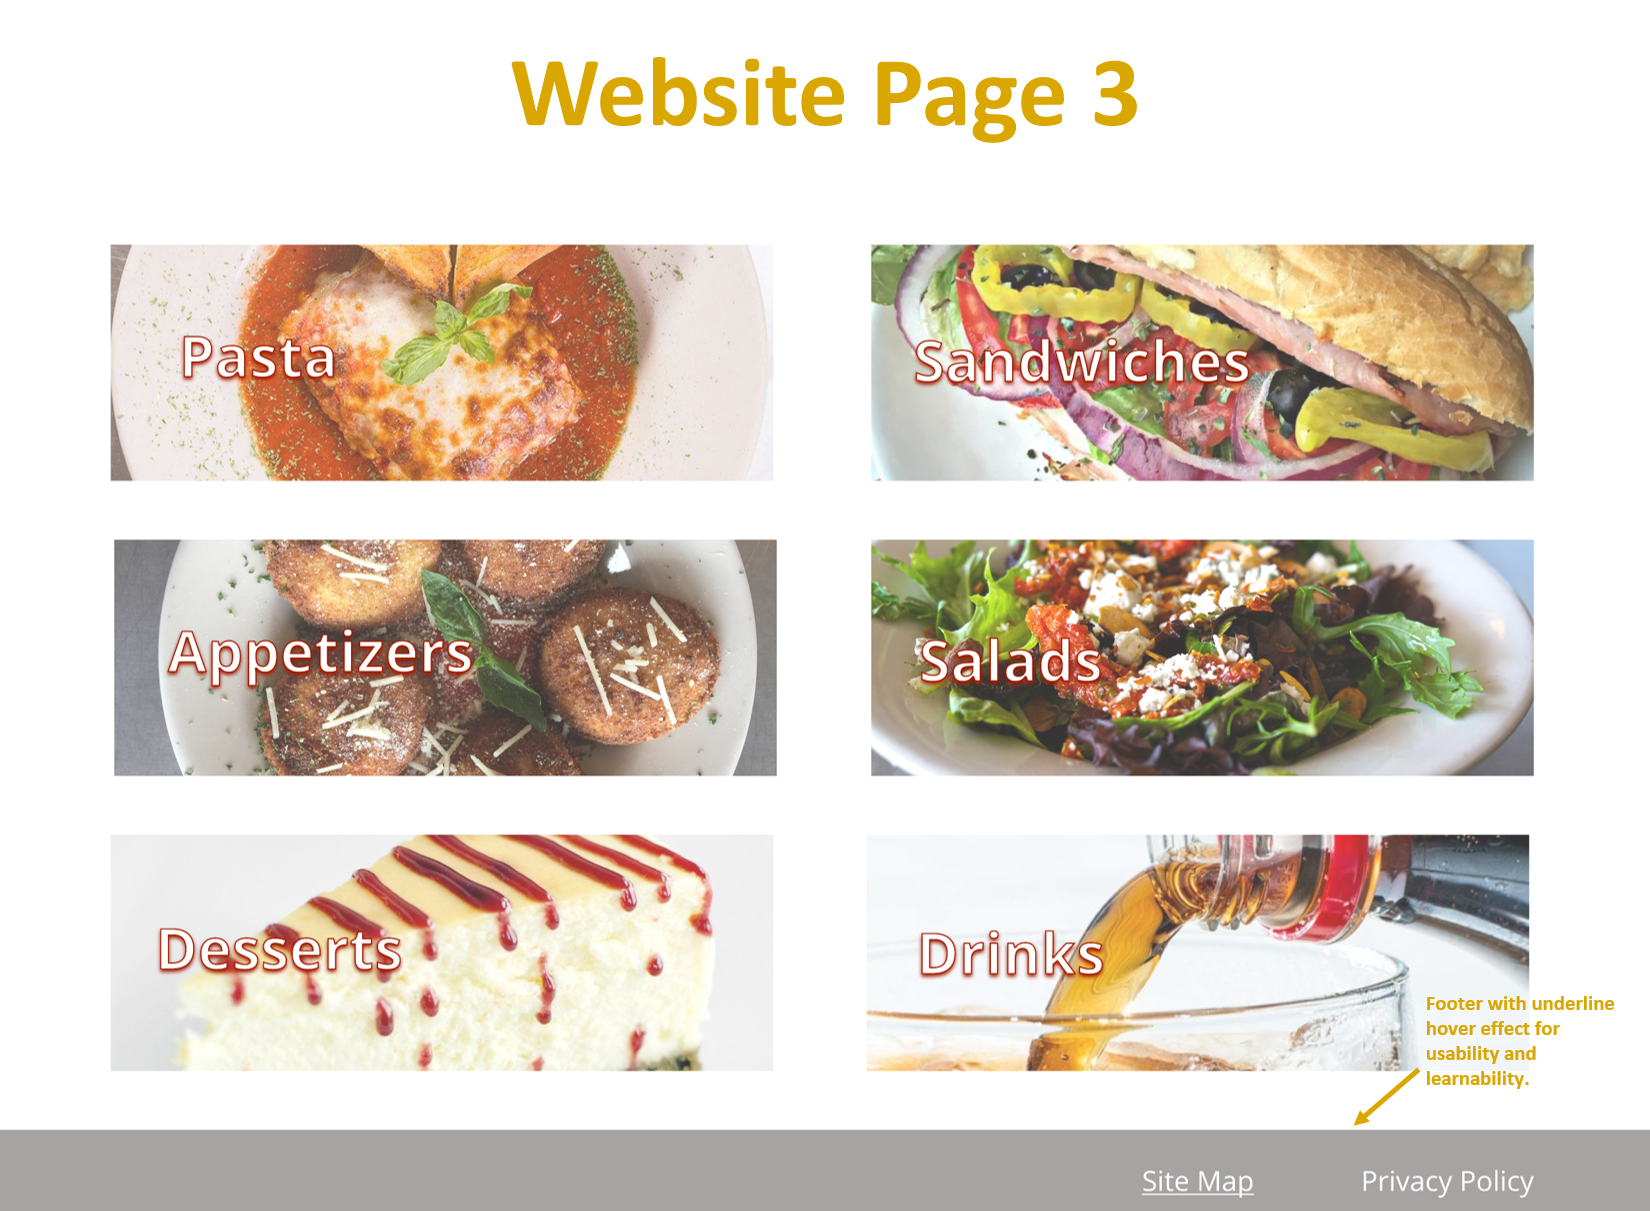 Website Page 3
Pasta
Sandwiches
Appetizers
Salads
Desserts
Drinks
Footer with underline
hover effect for
usability and
learnability.
Site Map
Privacy Policy